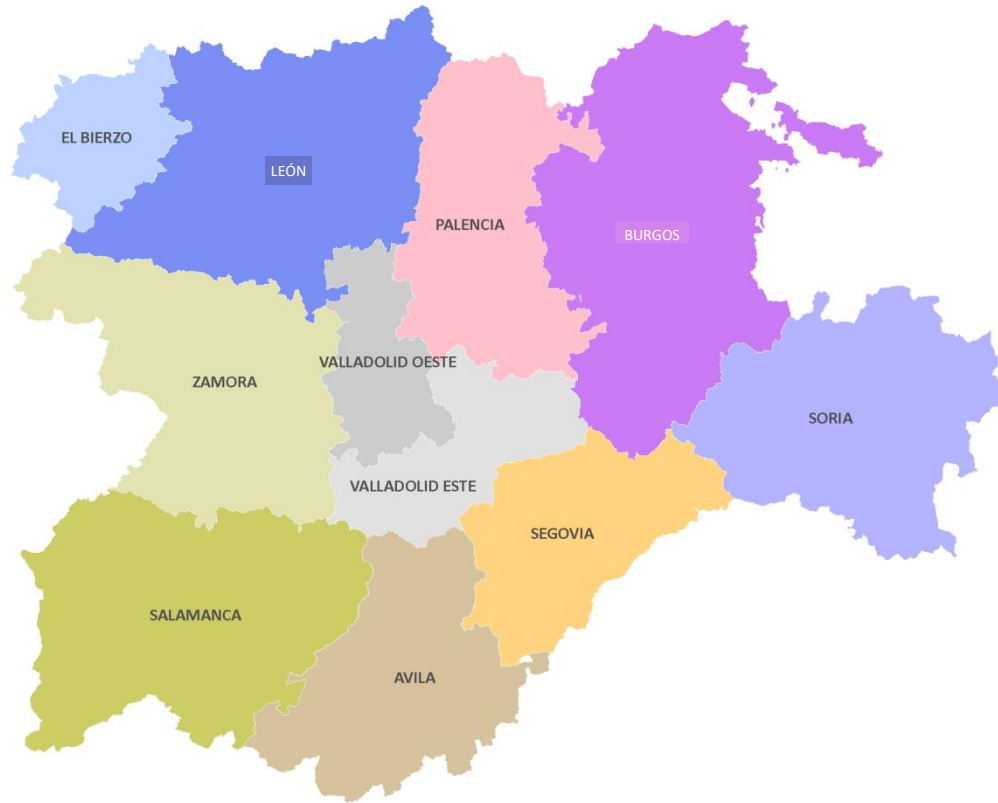 EL BIERZO
LEÓN
PALENCIA
BURGOS
VALLADOLID OESTE
ZAMORA
SORIA
VALLADOLID ESTE
SEGOVIA
SALAMANCA
AVILA